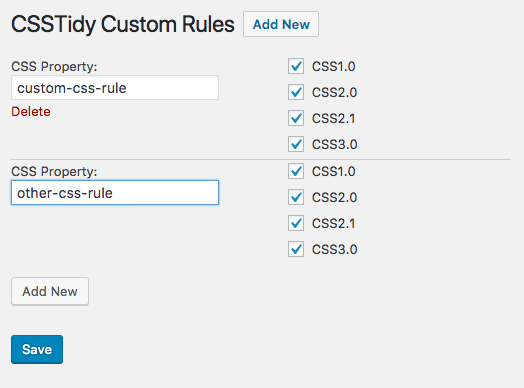 CSSTidy Custom Rules Add New
CSS Property:
custom-css-rule
Delete
CSS1.0
CSS2.0
CSS2.1
CSS3.0
CSS Property:
other-css-rule
CSS1.0
CSS2.0
CSS2.1
CSS3.0
Add New
Save